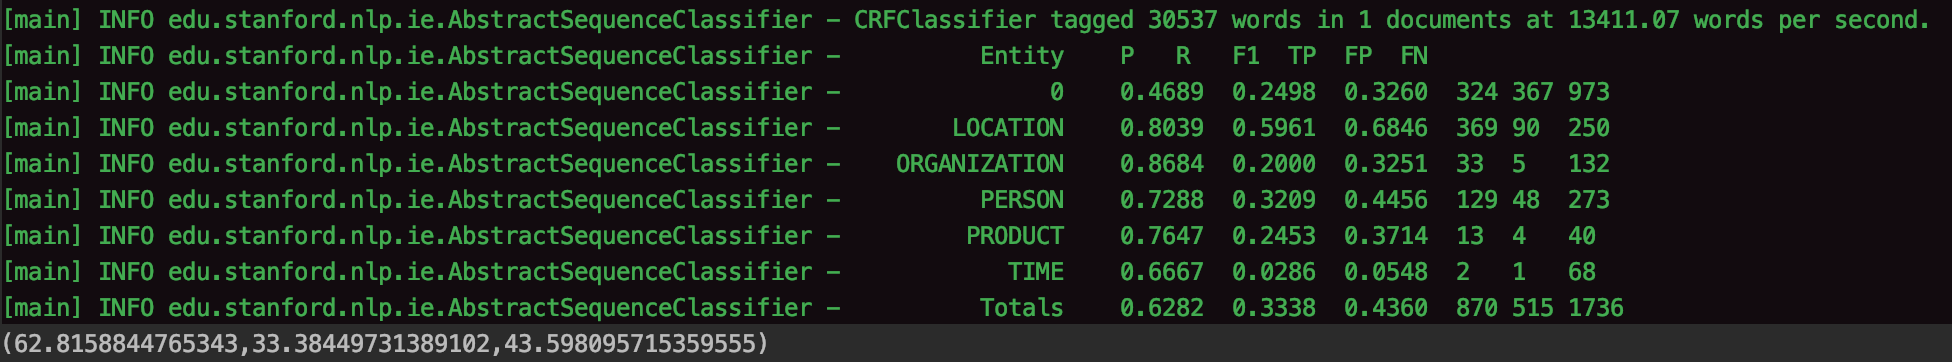 [main] INFO edu.stanford.nlp.ie.AbstractSequenceClassifier – CRFClassifier tagged 30537 words in 1 documents at 13411.07 words per second.
[main] INFO edu.stanford.nlp.ie.AbstractSequenceClassifier – Entity P R F1 TP FP FN
[main] INFO edu.stanford.nlp.ie.AbstractSequenceClassifier – 0 0.4689 0.2498 0.3260 324 367 973
[main] INFO edu.stanford.nlp.ie.AbstractSequenceClassifier – LOCATION 0.8039 0.5961 0.6846 369 90 250
[main] INFO edu.stanford.nlp.ie.AbstractSequenceClassifier – ORGANIZATION 0.8684 0.2000 0.3251 33 5 132
[main] INFO edu.stanford.nlp.ie.AbstractSequenceClassifier – PERSON 0.7288 0.3209 0.4456 129 48 273
[main] INFO edu.stanford.nlp.ie.AbstractSequenceClassifier – PRODUCT 0.7647 0.2453 0.3714 13 4 40
[main] INFO edu.stanford.nlp.ie.AbstractSequenceClassifier – TIME 0.6667 0.0286 0.0548 2 1 68
[main] INFO edu.stanford.nlp.ie.AbstractSequenceClassifier – Totals 0.6282 0.3338 0.4360 870 515 1736
(62.8158844765343,33.38449731389102,43.598095715359555)